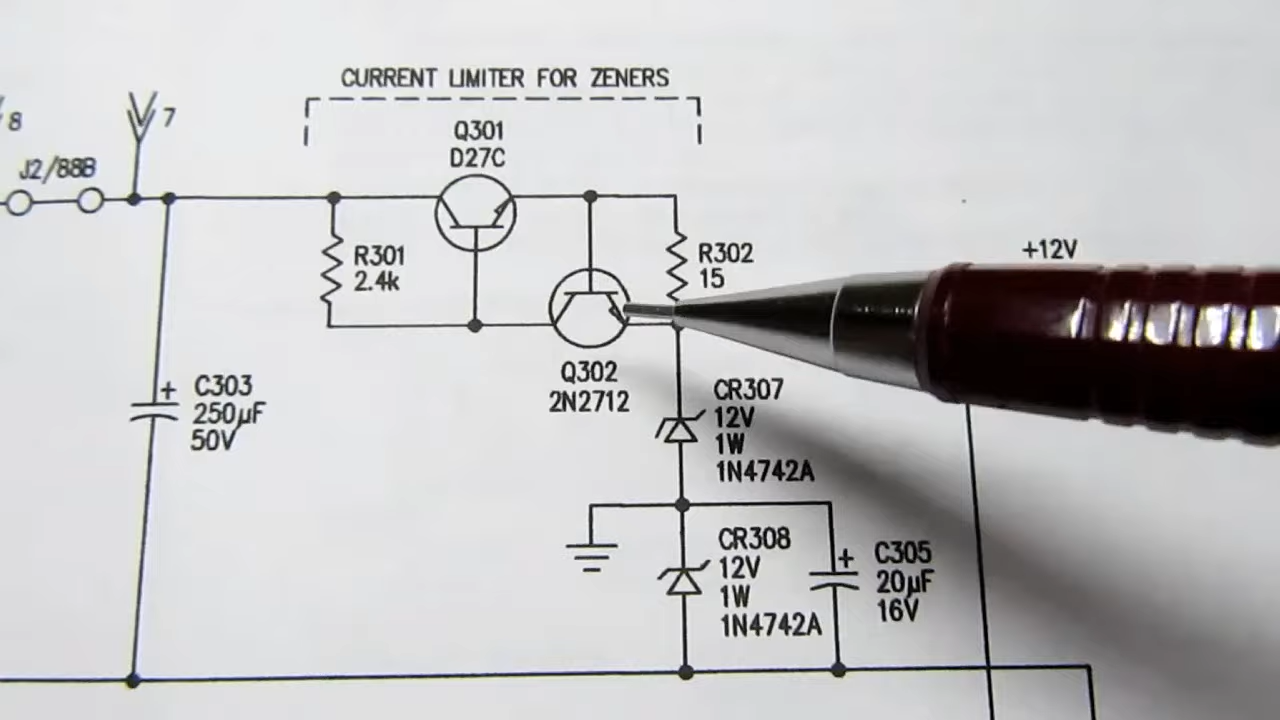 CURRENT LIMITER FOR ZENERS
8
7
J2/88B
Q301
D27C
R301
2.4k
R302
15
+12V
Q302
2N2712
C303
250µF
50V
+
CR307
12V
1W
1N4742A
CR308
12V
1W
1N4742A
+
C305
20µF
16V